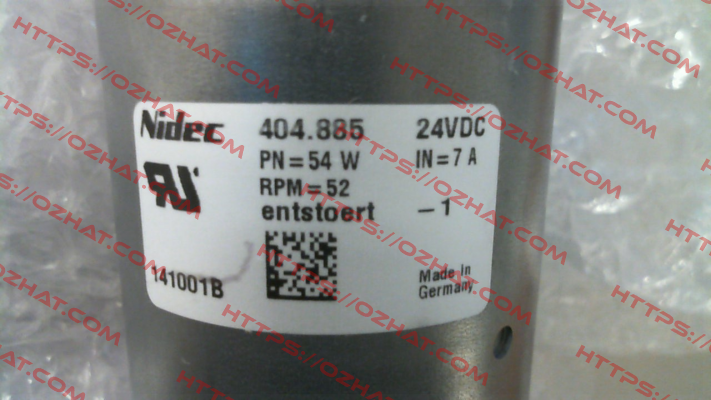 Nidec 404.885 24VDC
PN=54 W IN=7 A
RPM=52
entstoert -1
141001B
Made in
Germany
HTTPS://OZHAT.COM